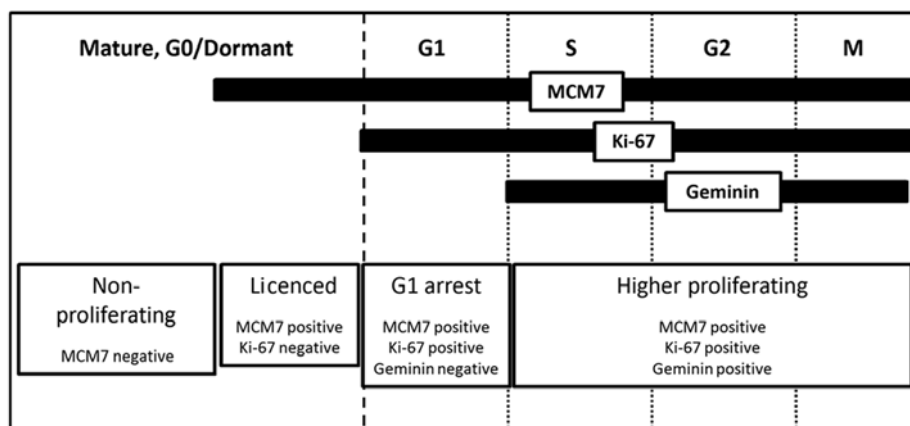 Mature, G0/Dormant G1 S G2 M
MCM7
Ki-67
Geminin
Non-
proliferating
MCM7 negative
Licenced
MCM7 positive
Ki-67 negative
G1 arrest
MCM7 positive
Ki-67 positive
Geminin negative
Higher proliferating
MCM7 positive
Ki-67 positive
Geminin positive